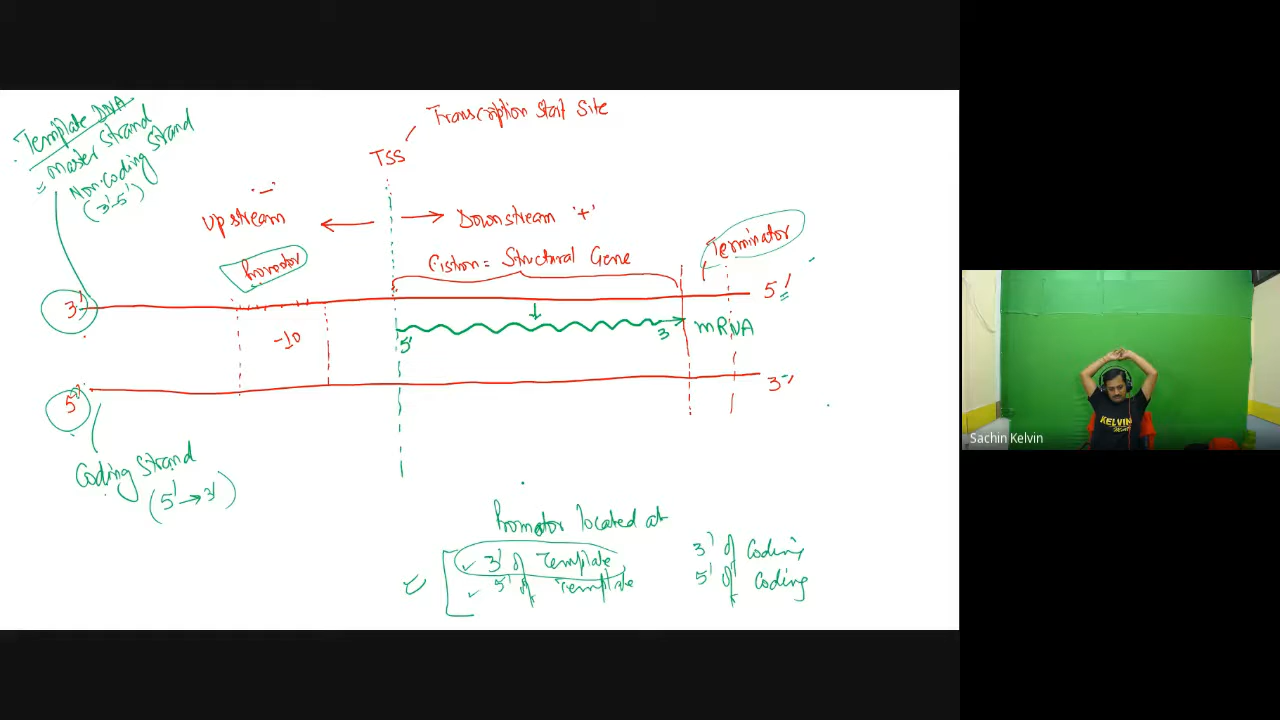 Template DNA
= Master Strand
Non coding Strand
(3'-5')
Transcription Start Site
TSS
'-'
Upstream
Downstream '+'
Promotor
Cistron = Structural Gene
Terminator
3'
5'
-10
5'
3
mRNA
5'
3'
Coding Strand
(5'→3')
Promotor located at
3' of Template
5' of Template
3' of Coding
5' of Coding
KELVIN
Sachin Kelvin